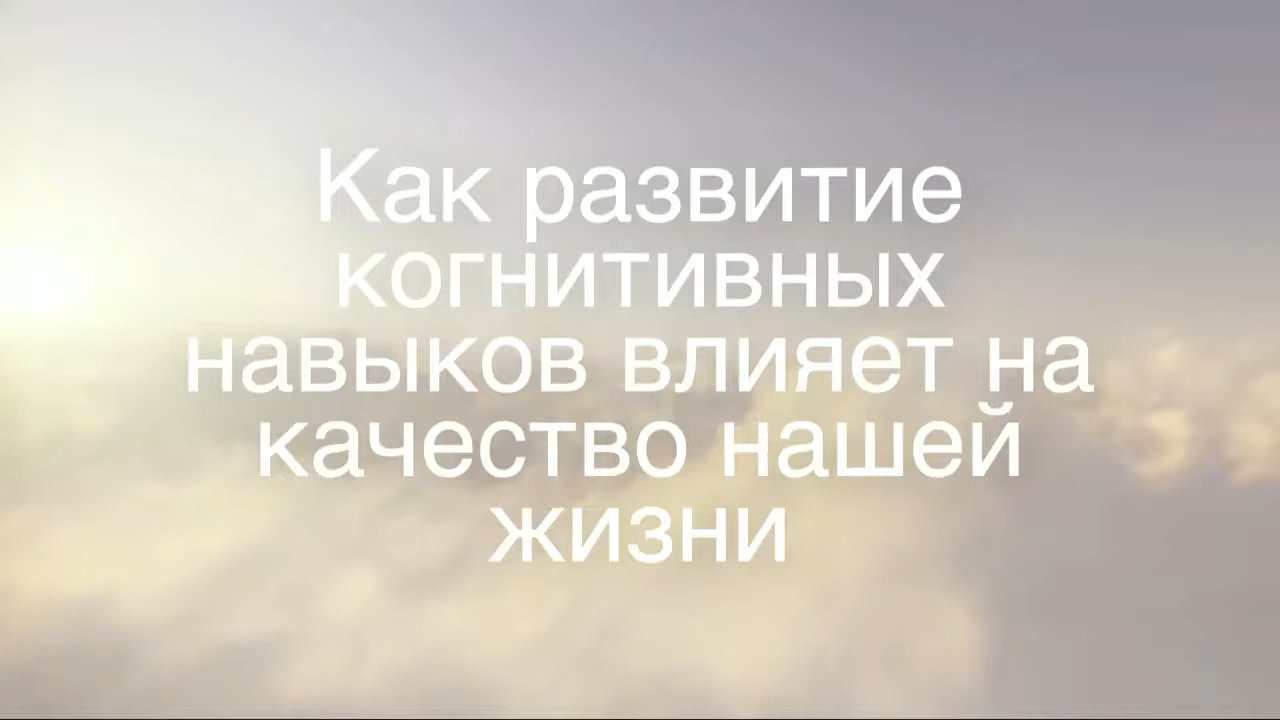 Как развитие
когнитивных
навыков влияет на
качество нашей
жизни